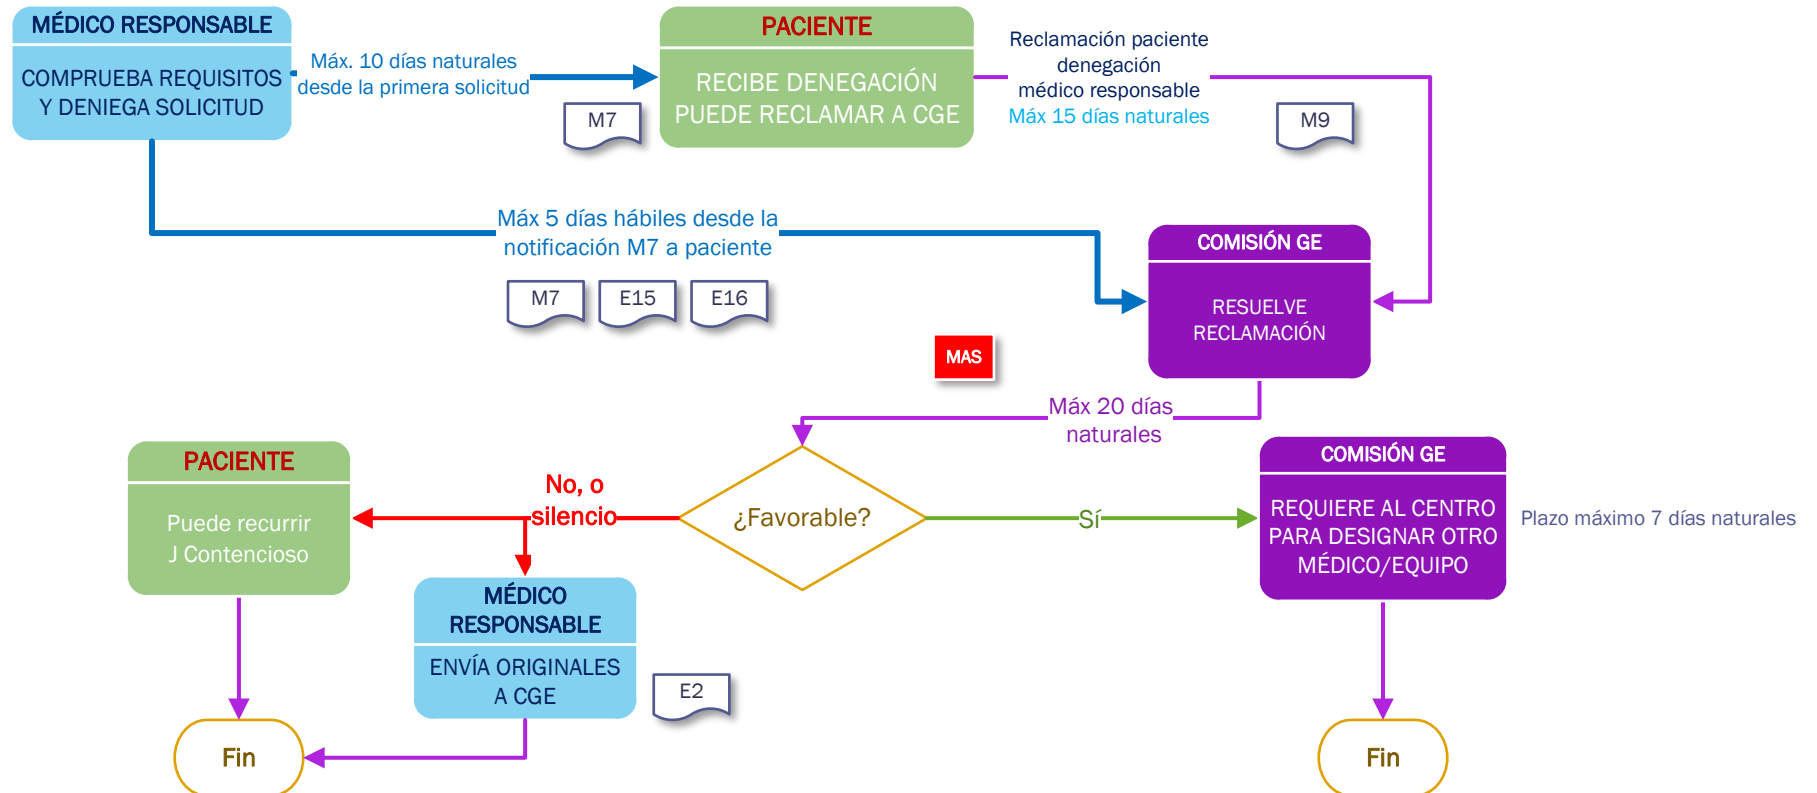 MÉDICO RESPONSABLE
COMPRUEBA REQUISITOS
Y DENIEGA SOLICITUD
Máx. 10 días naturales
desde la primera solicitud
M7
PACIENTE
RECIBE DENEGACIÓN
PUEDE RECLAMAR A CGE
Reclamación paciente
denegación
médico responsable
Máx 15 días naturales
M9
Máx 5 días hábiles desde la
notificación M7 a paciente
M7
E15
E16
COMISIÓN GE
RESUELVE
RECLAMACIÓN
MAS
Máx 20 días
naturales
¿Favorable?
No, o
silencio
Sí
PACIENTE
Puede recurrir
J Contencioso
MÉDICO
RESPONSABLE
ENVÍA ORIGINALES
A CGE
E2
COMISIÓN GE
REQUIERE AL CENTRO
PARA DESIGNAR OTRO
MÉDICO/EQUIPO
Plazo máximo 7 días naturales
Fin
Fin